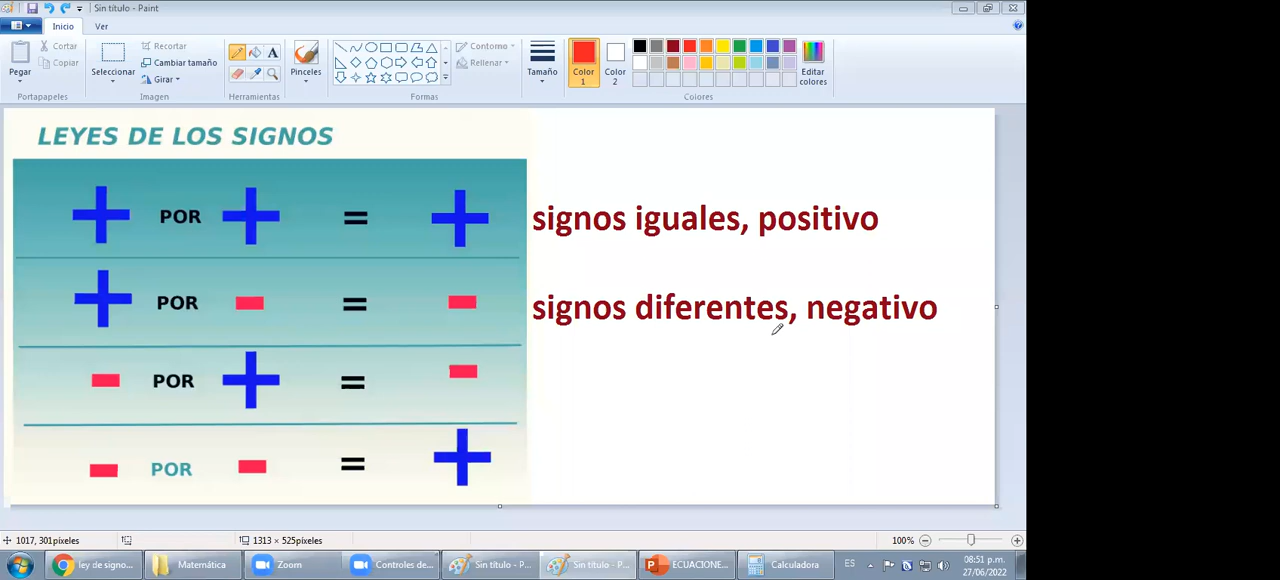 Sin título - Paint
Inicio
Ver
Pegar
Cortar
Copiar
Portapapeles
Seleccionar
Recortar
Cambiar tamaño
Girar
Imagen
A
Herramientas
Pinceles
Contorno
Rellenar
Formas
Tamaño
Color 1
Color 2
Editar colores
Colores
LEYES DE LOS SIGNOS
+ POR + = + signos iguales, positivo
+ POR - = - signos diferentes, negativo
- POR + = -
- POR - = +
1017, 301píxeles
1313 × 525píxeles
100%
ley de signo...
Matemática
Zoom
Controles de...
Sin título - P...
Sin título - P...
ECUACIONE...
Calculadora
ES
08:51 p.m.
27/06/2022